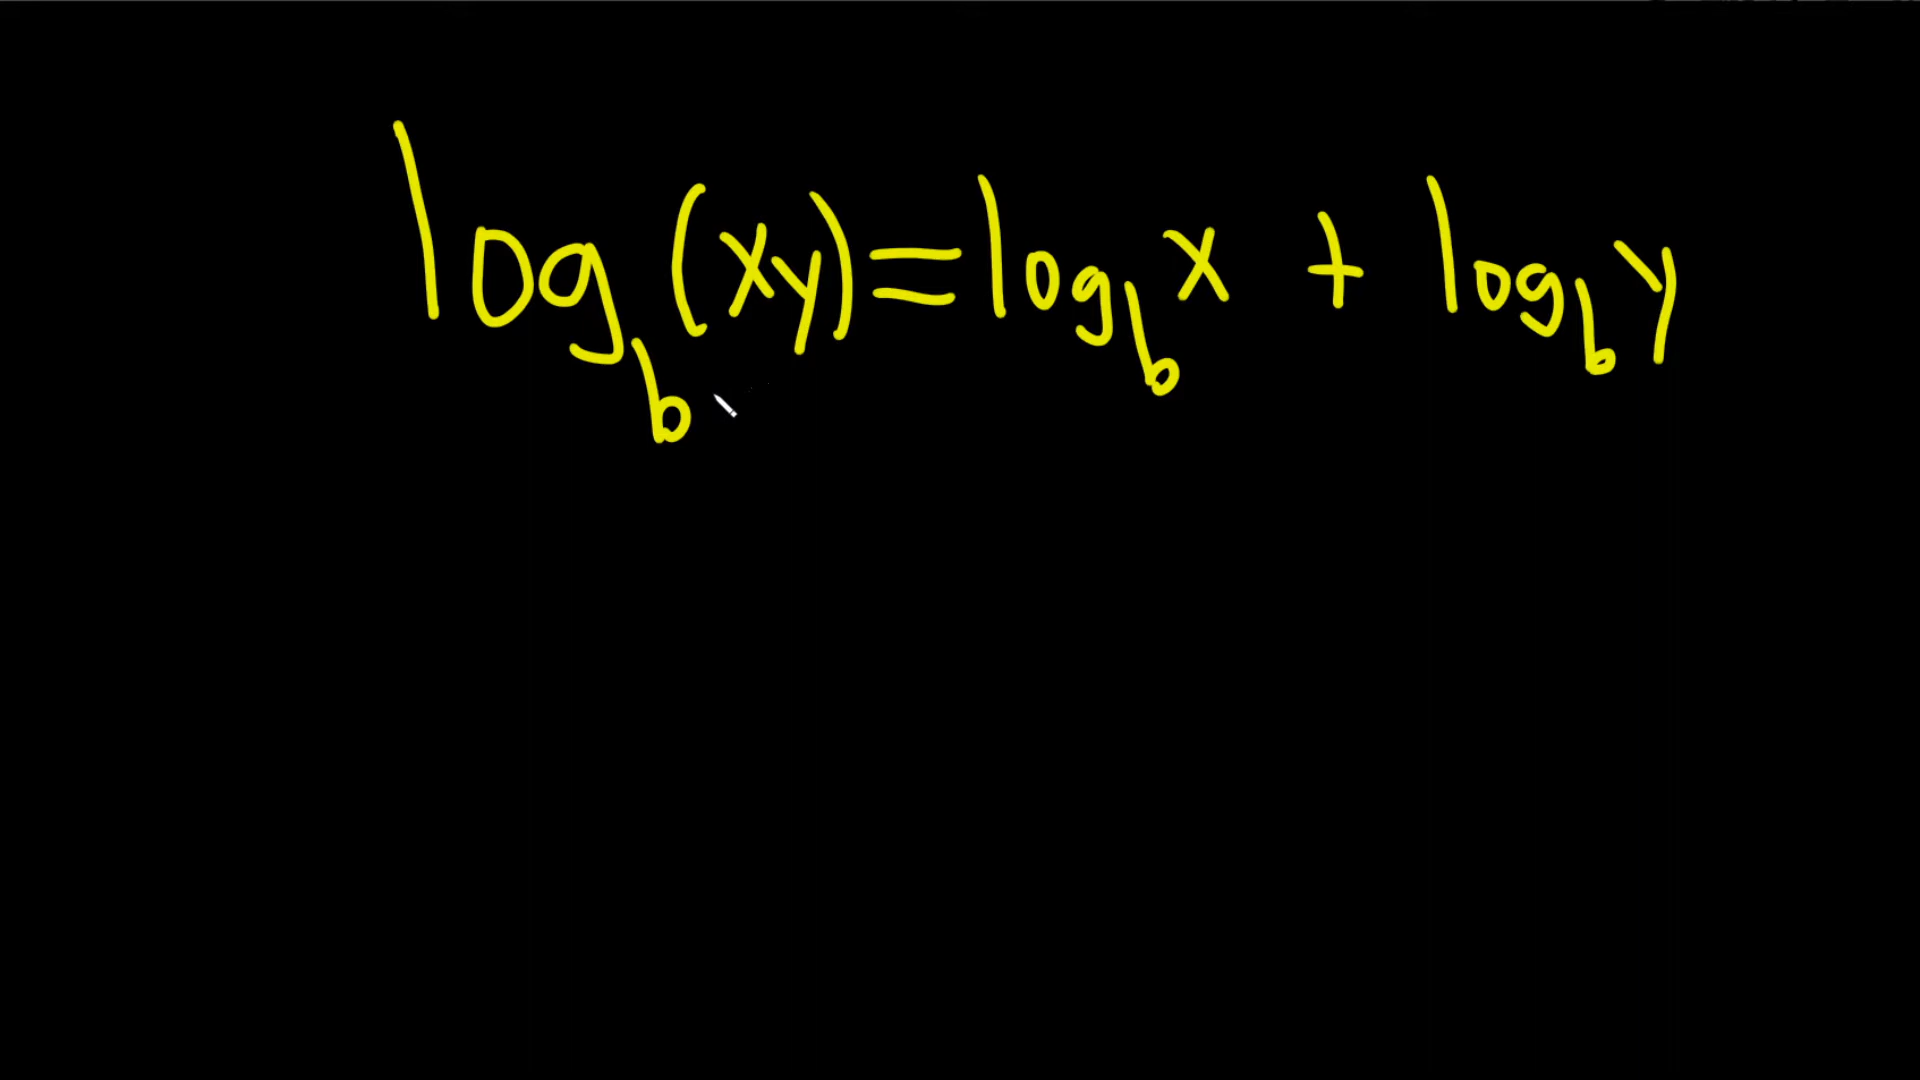 log_b (xy) = log_b x + log_b y